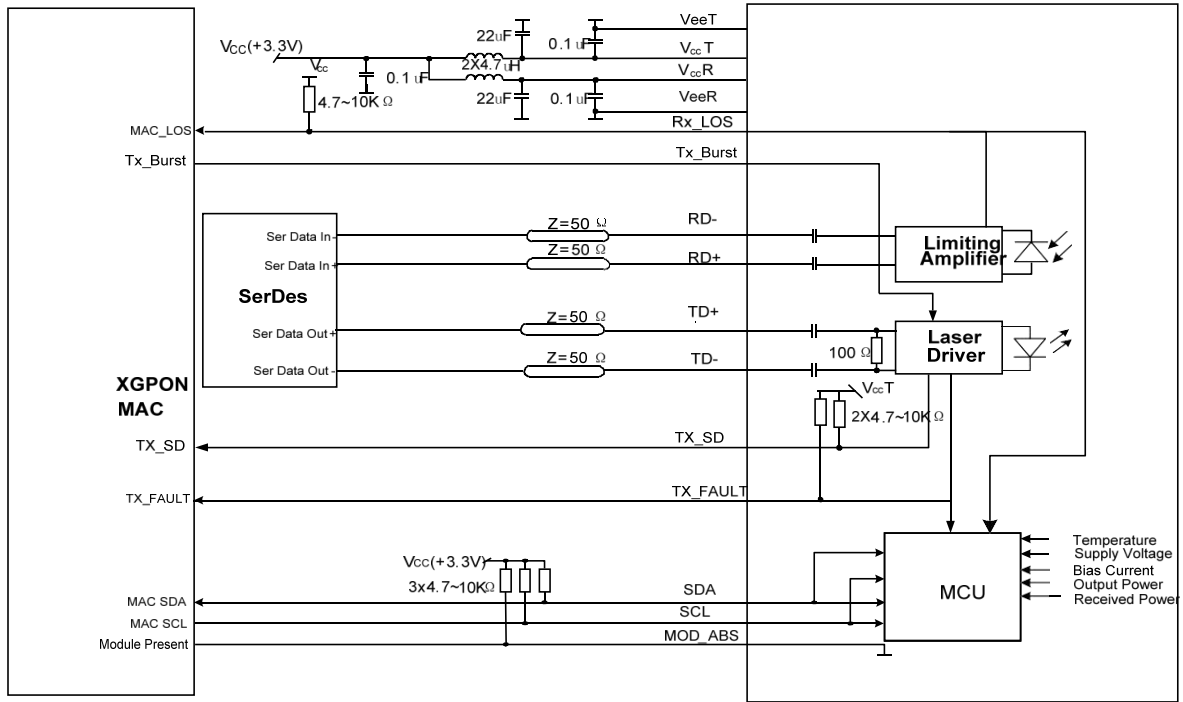 VeeT
22uF
0.1 uF
VCC(+3.3V)
VccT
Vcc
2X4.7uH
0.1 uF
VccR
4.7~10KΩ
22uF
0.1uF
VeeR
MAC_LOS
Rx_LOS
Tx_Burst
Tx_Burst
Z=50 Ω
RD-
Ser Data In-
Z=50 Ω
RD+
Ser Data In+
Limiting
Amplifier
SerDes
Z=50 Ω
TD+
Ser Data Out+
Z=50 Ω
TD-
Ser Data Out-
100 Ω
Laser
Driver
XGPON
MAC
VccT
2X4.7~10KΩ
TX_SD
TX_SD
TX_FAULT
TX_FAULT
VCC(+3.3V)
3x4.7~10KΩ
MCU
Temperature
Supply Voltage
Bias Current
Output Power
Received Power
MAC SDA
SDA
MAC SCL
SCL
Module Present
MOD_ABS